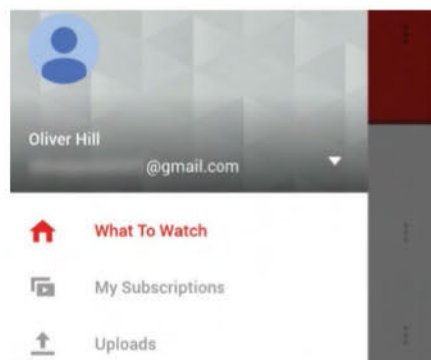 Oliver Hill
@gmail.com
What To Watch
My Subscriptions
Uploads